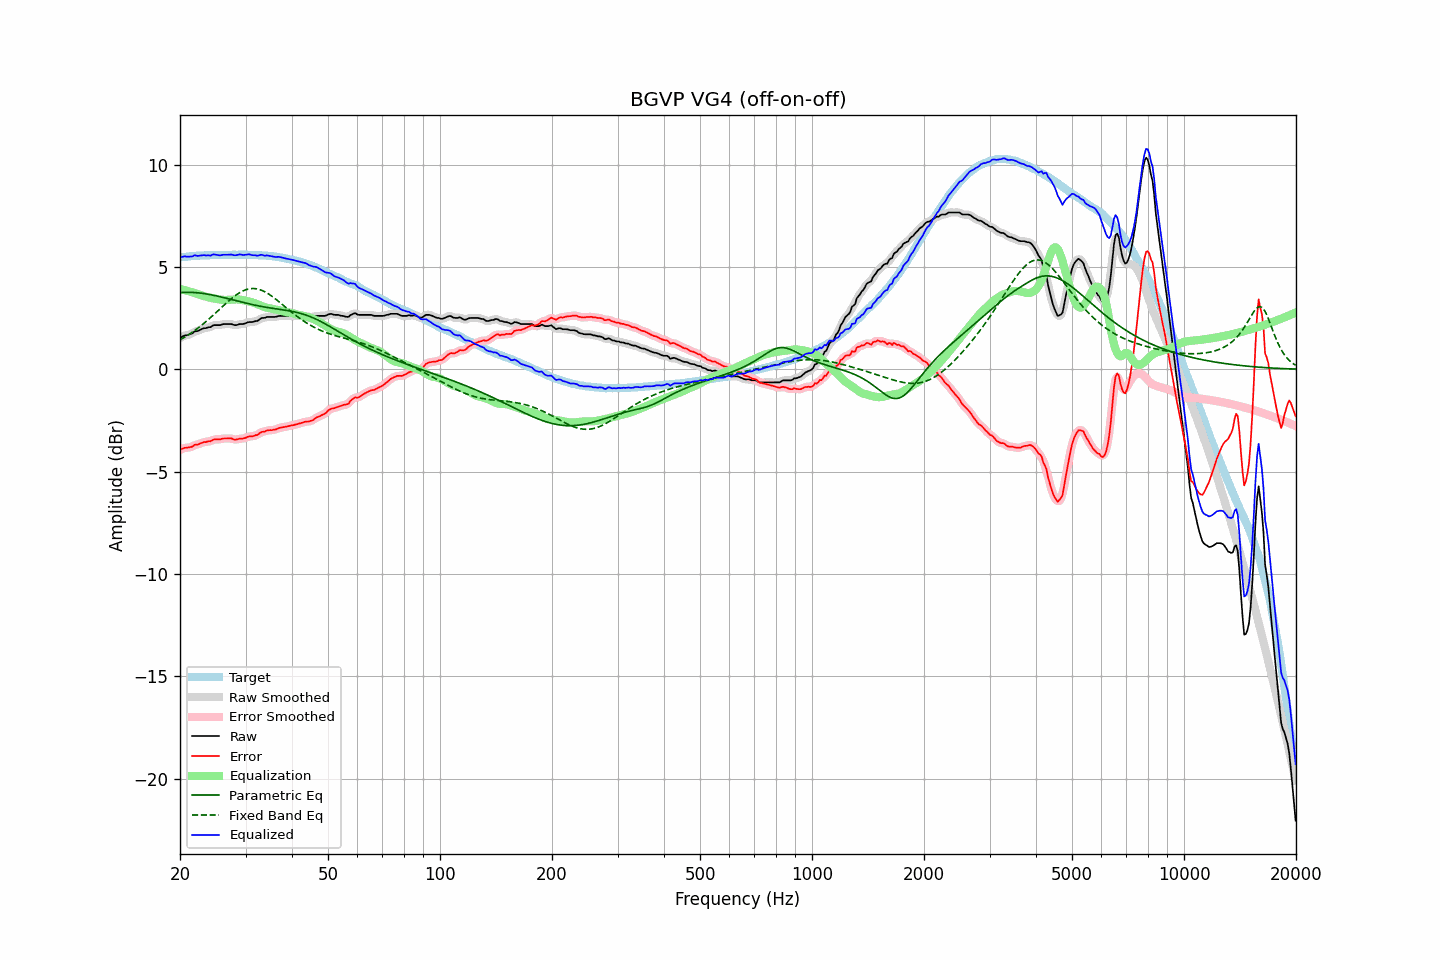 BGVP VG4 (off-on-off)
10
5
0
−5
−10
−15
−20
Amplitude (dBr)
Target
Raw Smoothed
Error Smoothed
Raw
Error
Equalization
Parametric Eq
Fixed Band Eq
Equalized
20 50 100 200 500 1000 2000 5000 10000 20000
Frequency (Hz)